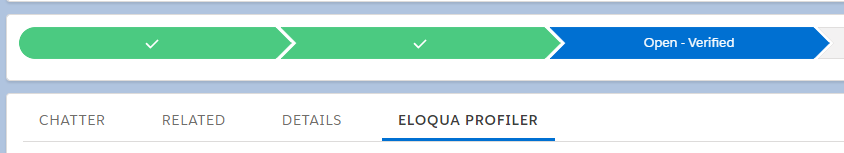 Open - Verified
CHATTER RELATED DETAILS ELOQUA PROFILER